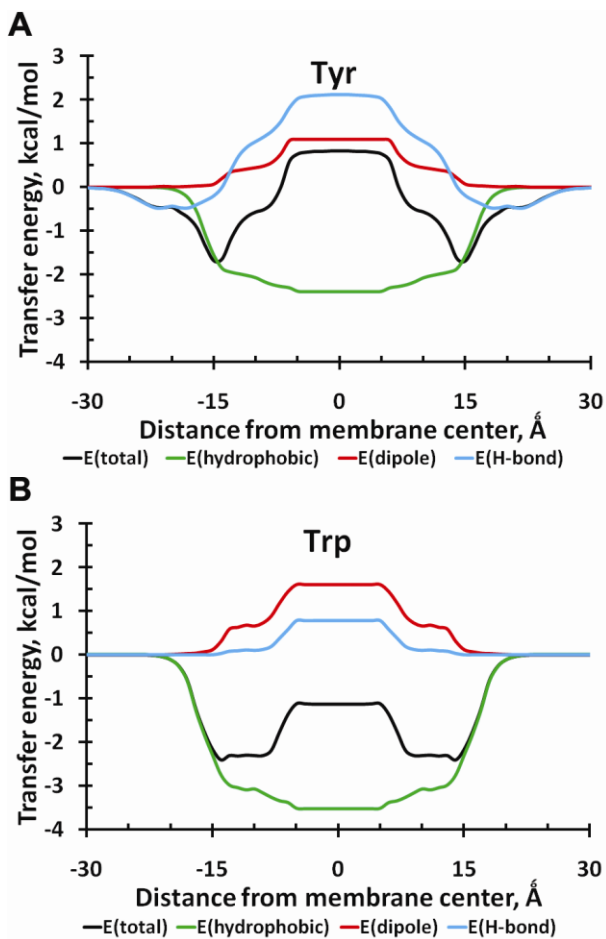 A
Tyr
Transfer energy, kcal/mol
3
2
1
0
-1
-2
-3
-4
-30 -15 0 15 30
Distance from membrane center, Å
E(total) E(hydrophobic) E(dipole) E(H-bond)
B
Trp
Transfer energy, kcal/mol
3
2
1
0
-1
-2
-3
-4
-30 -15 0 15 30
Distance from membrane center, Å
E(total) E(hydrophobic) E(dipole) E(H-bond)